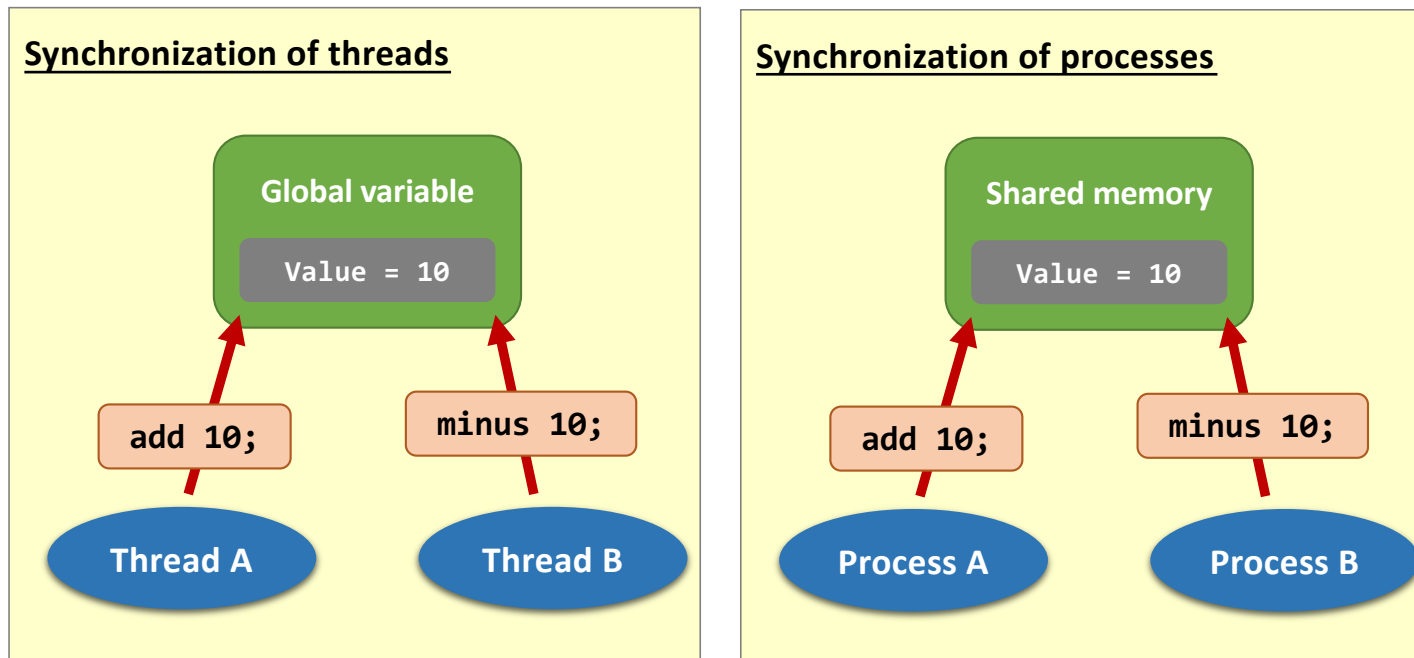 Synchronization of threads
Global variable
Value = 10
add 10;
minus 10;
Thread A
Thread B
Synchronization of processes
Shared memory
Value = 10
add 10;
minus 10;
Process A
Process B